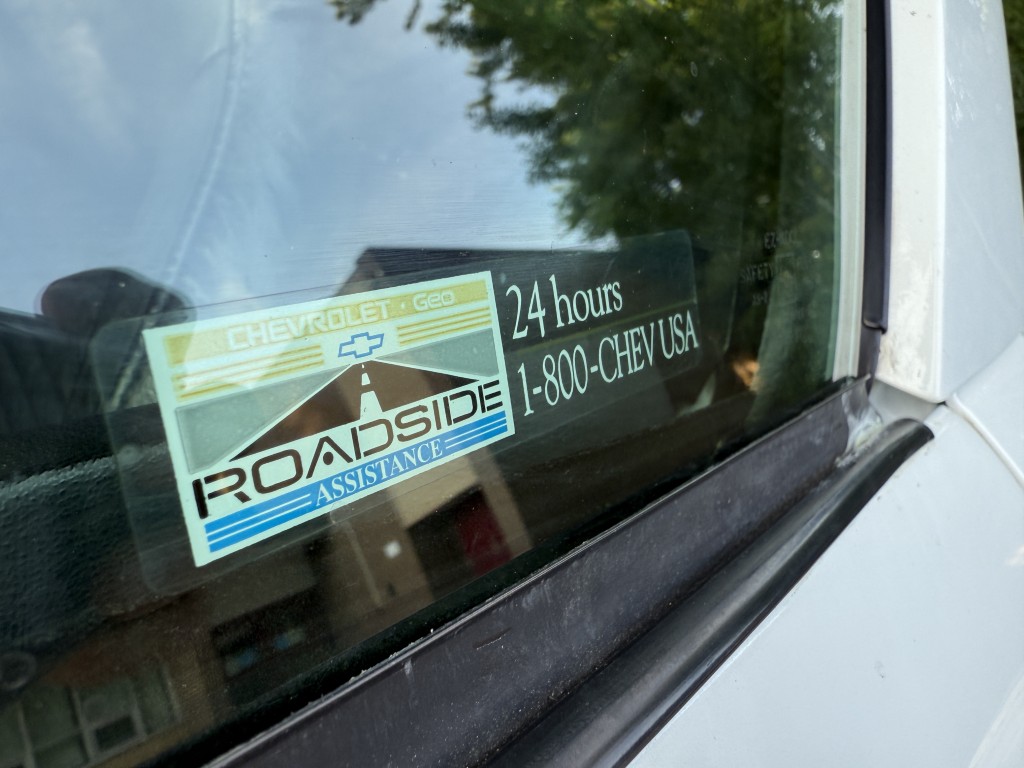 CHEVROLET • Geo
ROADSIDE
ASSISTANCE
24 hours
1-800-CHEV USA